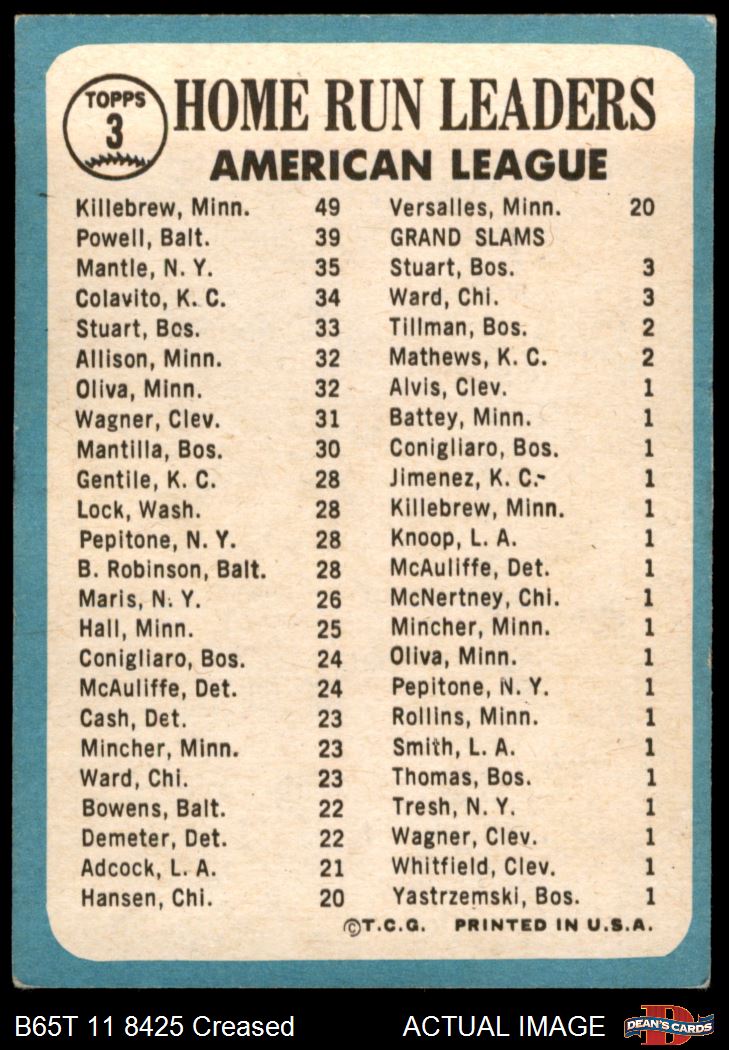 TOPPS
3
HOME RUN LEADERS
AMERICAN LEAGUE
Killebrew, Minn. 49
Powell, Balt. 39
Mantle, N. Y. 35
Colavito, K. C. 34
Stuart, Bos. 33
Allison, Minn. 32
Oliva, Minn. 32
Wagner, Clev. 31
Mantilla, Bos. 30
Gentile, K. C. 28
Lock, Wash. 28
Pepitone, N. Y. 28
B. Robinson, Balt. 28
Maris, N. Y. 26
Hall, Minn. 25
Conigliaro, Bos. 24
McAuliffe, Det. 24
Cash, Det. 23
Mincher, Minn. 23
Ward, Chi. 23
Bowens, Balt. 22
Demeter, Det. 22
Adcock, L. A. 21
Hansen, Chi. 20
Versalles, Minn. 20
GRAND SLAMS
Stuart, Bos. 3
Ward, Chi. 3
Tillman, Bos. 2
Mathews, K. C. 2
Alvis, Clev. 1
Battey, Minn. 1
Conigliaro, Bos. 1
Jimenez, K. C. 1
Killebrew, Minn. 1
Knoop, L. A. 1
McAuliffe, Det. 1
McNertney, Chi. 1
Mincher, Minn. 1
Oliva, Minn. 1
Pepitone, N. Y. 1
Rollins, Minn. 1
Smith, L. A. 1
Thomas, Bos. 1
Tresh, N. Y. 1
Wagner, Clev. 1
Whitfield, Clev. 1
Yastrzemski, Bos. 1
©T.C.G. PRINTED IN U.S.A.
B65T 11 8425 Creased ACTUAL IMAGE
DEAN'S CARDS